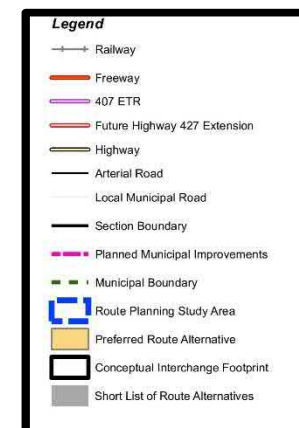 Legend
Railway
Freeway
407 ETR
Future Highway 427 Extension
Highway
Arterial Road
Local Municipal Road
Section Boundary
Planned Municipal Improvements
Municipal Boundary
Route Planning Study Area
Preferred Route Alternative
Conceptual Interchange Footprint
Short List of Route Alternatives